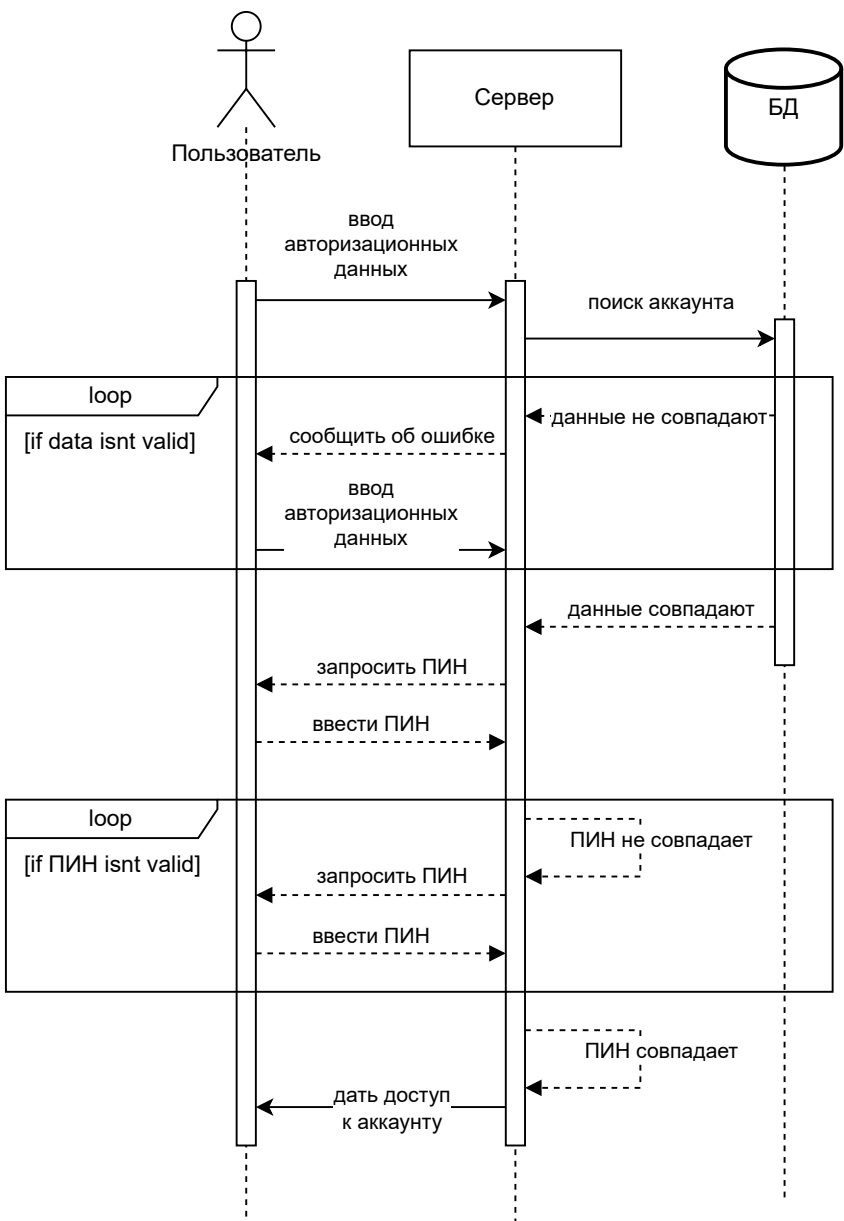 Пользователь
Сервер
БД
ввод
авторизационных
данных
поиск аккаунта
loop
[if data isnt valid]
данные не совпадают
сообщить об ошибке
ввод
авторизационных
данных
данные совпадают
запросить ПИН
ввести ПИН
loop
[if ПИН isnt valid]
ПИН не совпадает
запросить ПИН
ввести ПИН
ПИН совпадает
дать доступ
к аккаунту